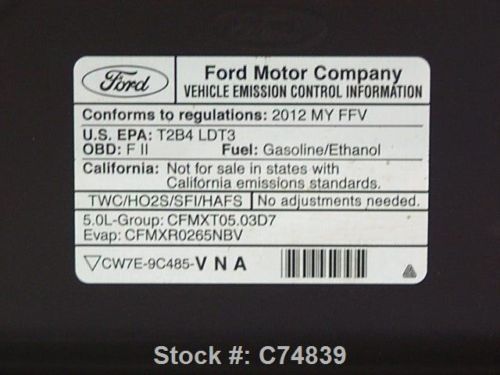 Ford
Ford Motor Company
VEHICLE EMISSION CONTROL INFORMATION
Conforms to regulations: 2012 MY FFV
U.S. EPA: T2B4 LDT3
OBD: F II Fuel: Gasoline/Ethanol
California: Not for sale in states with
California emissions standards.
TWC/HO2S/SFI/HAFS No adjustments needed.
5.0L-Group: CFMXT05.03D7
Evap: CFMXR0265NBV
CW7E-9C485-V N A
Stock #: C74839